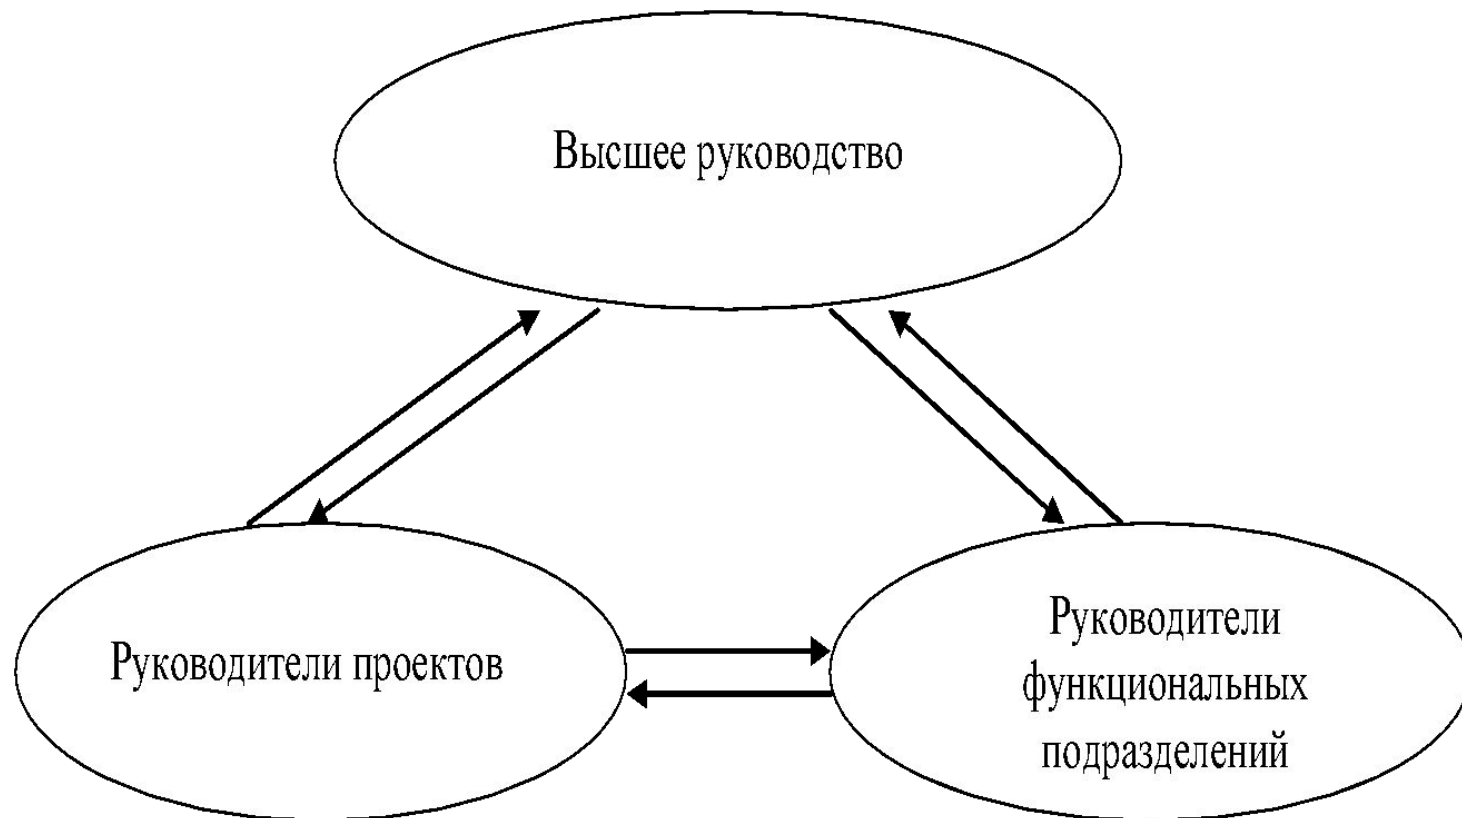 Высшее руководство
Руководители проектов
Руководители
функциональных
подразделений